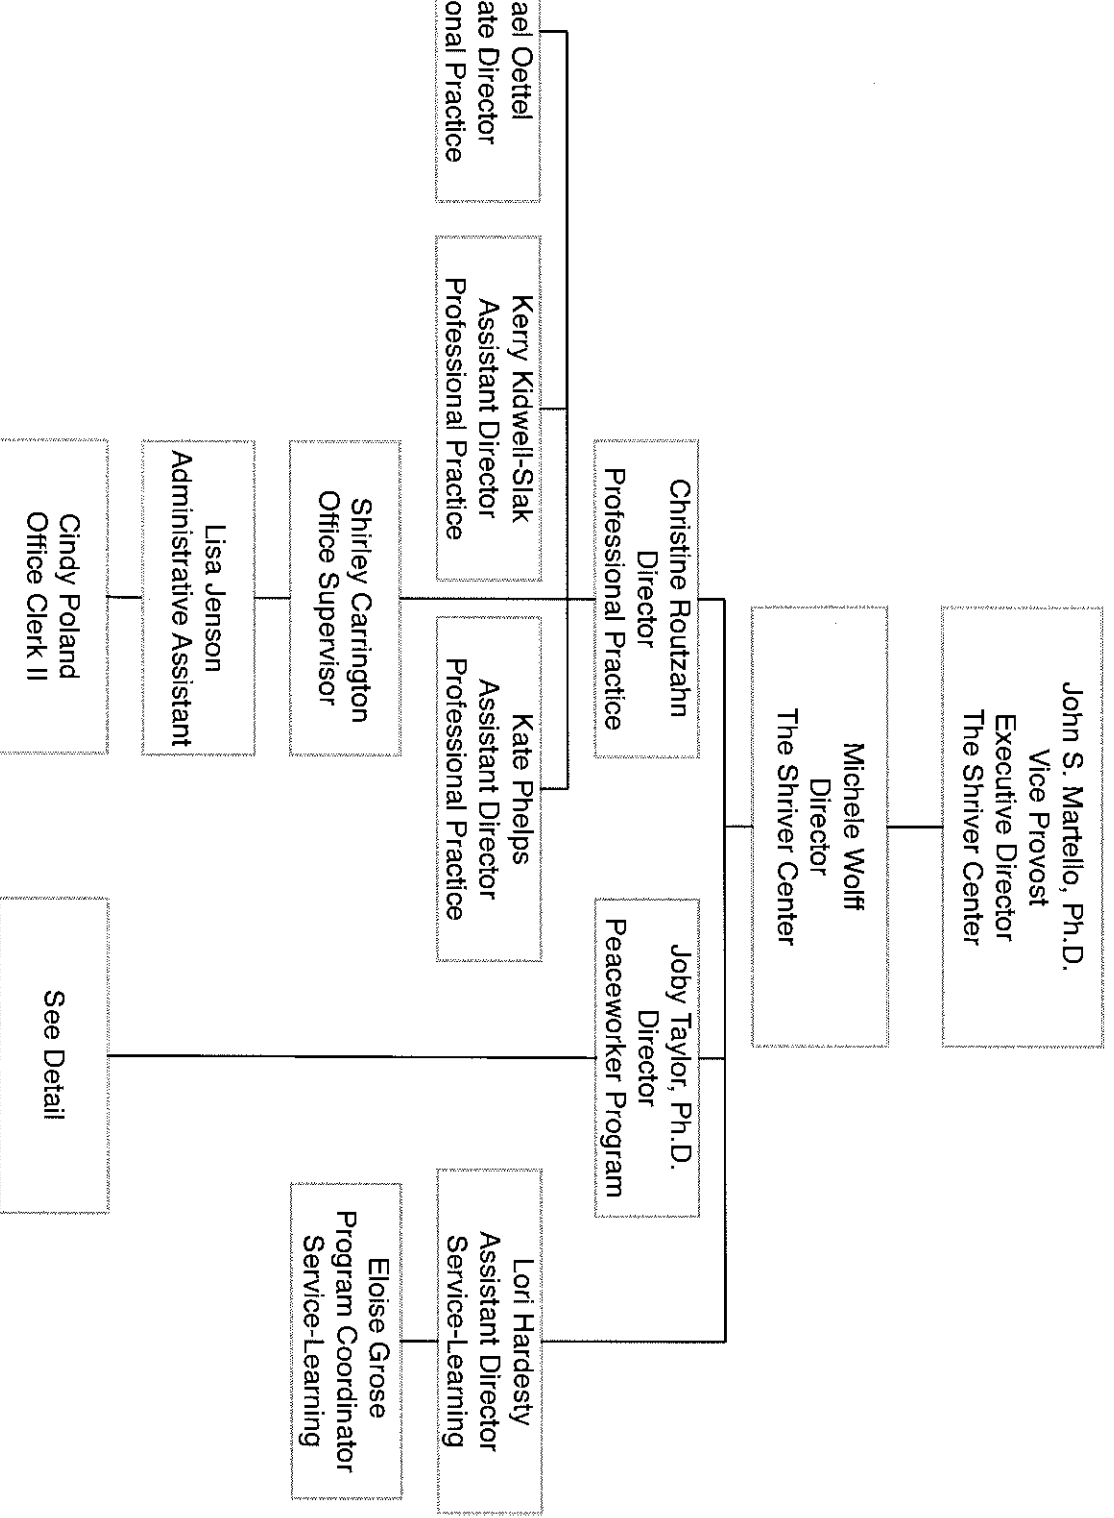 John S. Martello, Ph.D.
Vice Provost
Executive Director
The Shriver Center
Michele Wolff
Director
The Shriver Center
Christine Routzahn
Director
Professional Practice
Joby Taylor, Ph.D.
Director
Peaceworker Program
ael Oettel
ate Director
onal Practice
Kerry Kidwell-Slak
Assistant Director
Professional Practice
Kate Phelps
Assistant Director
Professional Practice
Lori Hardesty
Assistant Director
Service-Learning
Shirley Carrington
Office Supervisor
Eloise Grose
Program Coordinator
Service-Learning
Lisa Jenson
Administrative Assistant
Cindy Poland
Office Clerk II
See Detail